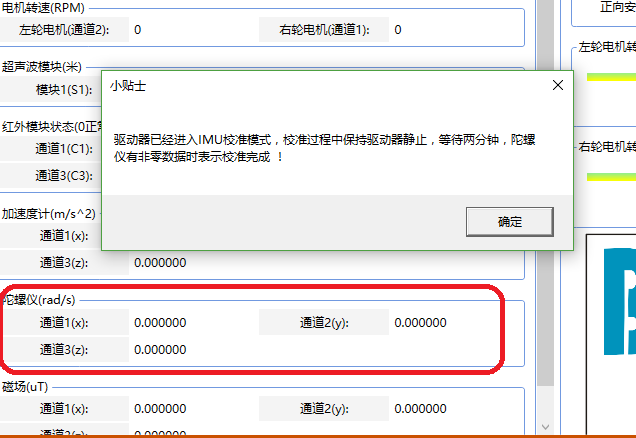 电机转速(RPM)
左轮电机(通道2): 0 右轮电机(通道1): 0
正向安
超声波模块(米)
左轮电机转
模块1(S1):
小贴士
红外模块状态(0正常
驱动器已经进入IMU校准模式，校准过程中保持驱动器静止，等待两分钟，陀螺
仪有非零数据时表示校准完成 ！
通道1(C1):
右轮电机转
通道3(C3):
加速度计(m/s^2)
确定
通道1(x):
通道3(z): 0.000000
陀螺仪(rad/s)
通道1(x): 0.000000 通道2(y): 0.000000
通道3(z): 0.000000
磁场(uT)
通道1(x): 0.000000 通道2(y): 0.000000
通道3(z): 0.000000